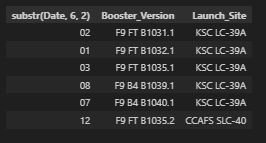 substr(Date, 6, 2) Booster_Version Launch_Site
02 F9 FT B1031.1 KSC LC-39A
01 F9 FT B1032.1 KSC LC-39A
03 F9 FT B1035.1 KSC LC-39A
08 F9 B4 B1039.1 KSC LC-39A
07 F9 B4 B1040.1 KSC LC-39A
12 F9 FT B1035.2 CCAFS SLC-40